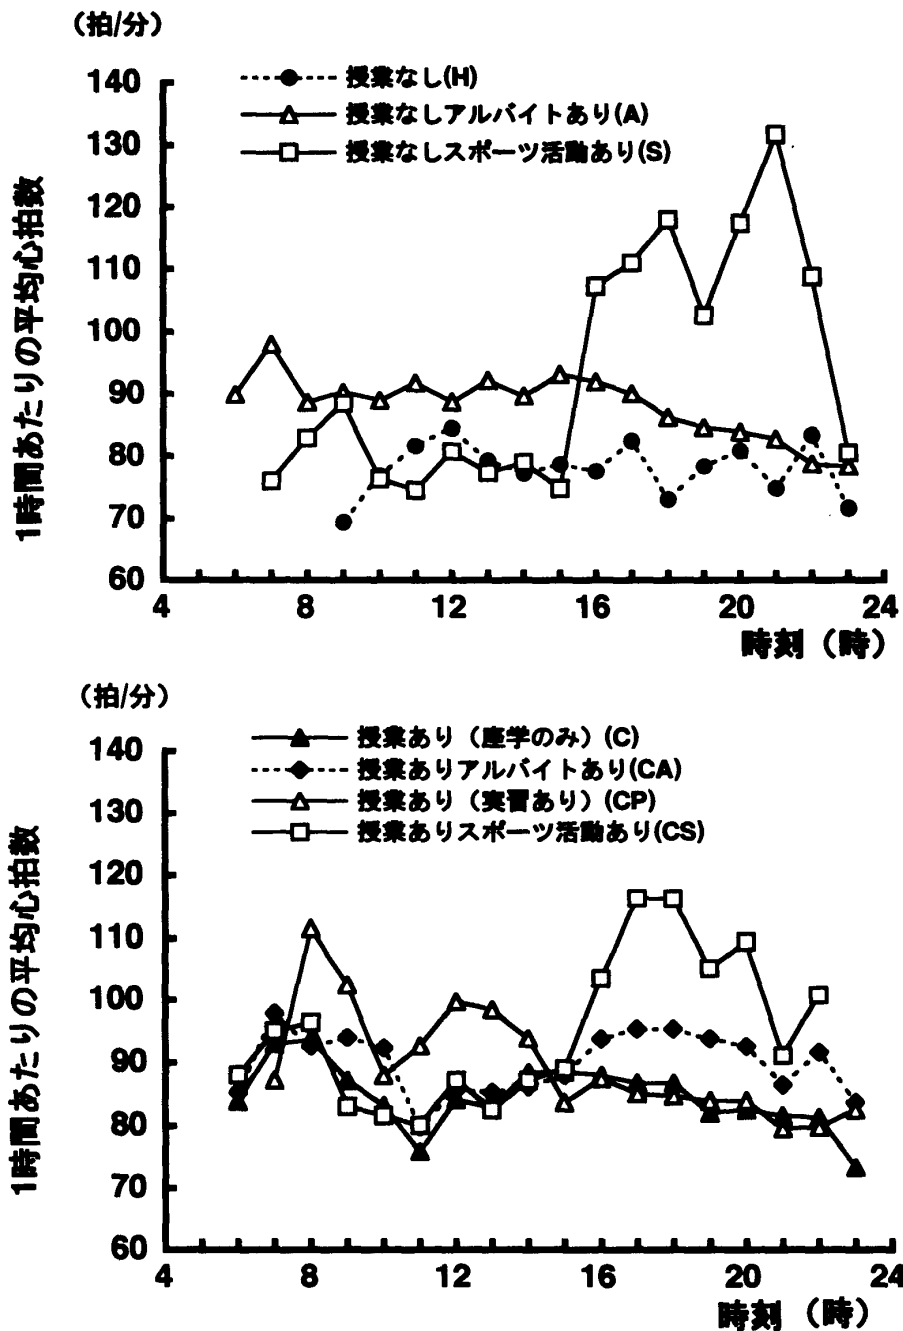 (拍/分)
140
130
120
110
100
90
80
70
60
1時間あたりの平均心拍数
授業なし(H)
授業なしアルバイトあり(A)
授業なしスポーツ活動あり(S)
4 8 12 16 20 24
時刻(時)
(拍/分)
140
130
120
110
100
90
80
70
60
1時間あたりの平均心拍数
授業あり(座学のみ)(C)
授業ありアルバイトあり(CA)
授業あり(実習あり)(CP)
授業ありスポーツ活動あり(CS)
4 8 12 16 20 24
時刻(時)